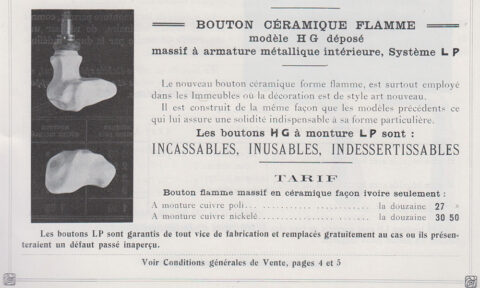 BOUTON CÉRAMIQUE FLAMME
modèle HG déposé
massif à armature métallique intérieure, Système LP
Le nouveau bouton céramique forme flamme, est surtout employé
dans les Immeubles où la décoration est de style art nouveau.
Il est construit de la même façon que les modèles précédents ce
qui lui assure une solidité indispensable à sa forme particulière.
Les boutons HG à monture LP sont :
INCASSABLES, INUSABLES, INDESSERTISSABLES
TARIF
Bouton flamme massif en céramique façon ivoire seulement :
A monture cuivre poli........................ la douzaine 27 »
A monture cuivre nickelé..................... la douzaine 30 50
Les boutons LP sont garantis de tout vice de fabrication et remplacés gratuitement au cas ou ils présen-
teraient un défaut passé inaperçu.
Voir Conditions générales de Vente, pages 4 et 5